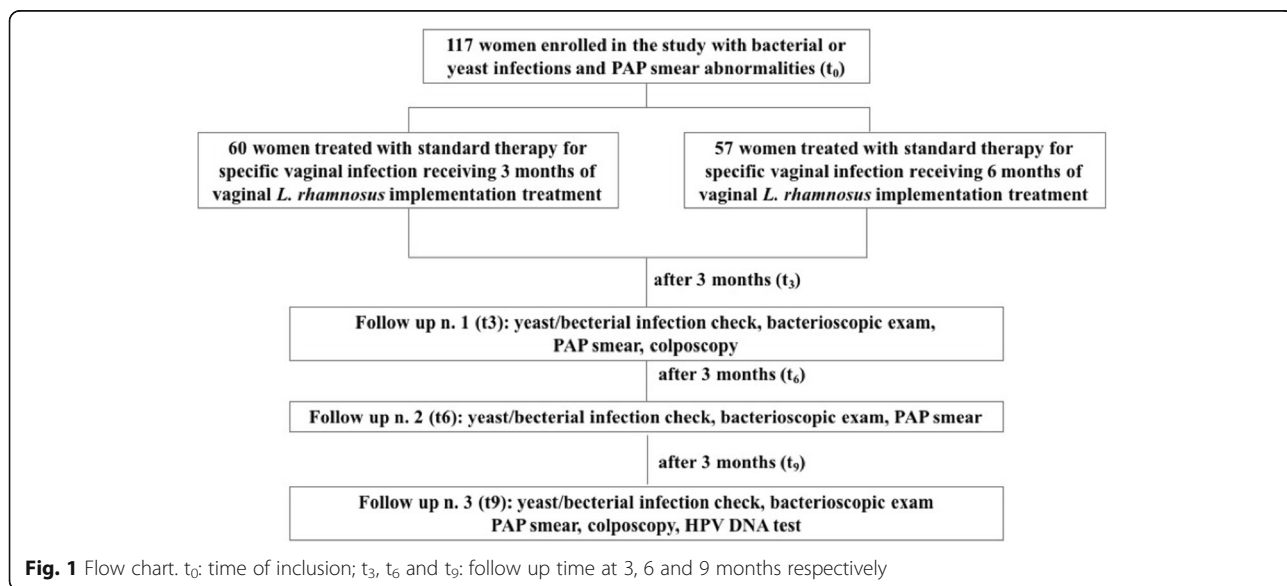 117 women enrolled in the study with bacterial or
yeast infections and PAP smear abnormalities (t₀)
60 women treated with standard therapy for
specific vaginal infection receiving 3 months of
vaginal L. rhamnosus implementation treatment
57 women treated with standard therapy for
specific vaginal infection receiving 6 months of
vaginal L. rhamnosus implementation treatment
after 3 months (t₃)
Follow up n. 1 (t3): yeast/becterial infection check, bacterioscopic exam,
PAP smear, colposcopy
after 3 months (t₆)
Follow up n. 2 (t6): yeast/becterial infection check, bacterioscopic exam, PAP smear
after 3 months (t₉)
Follow up n. 3 (t9): yeast/becterial infection check, bacterioscopic exam
PAP smear, colposcopy, HPV DNA test
Fig. 1 Flow chart. t₀: time of inclusion; t₃, t₆ and t₉: follow up time at 3, 6 and 9 months respectively